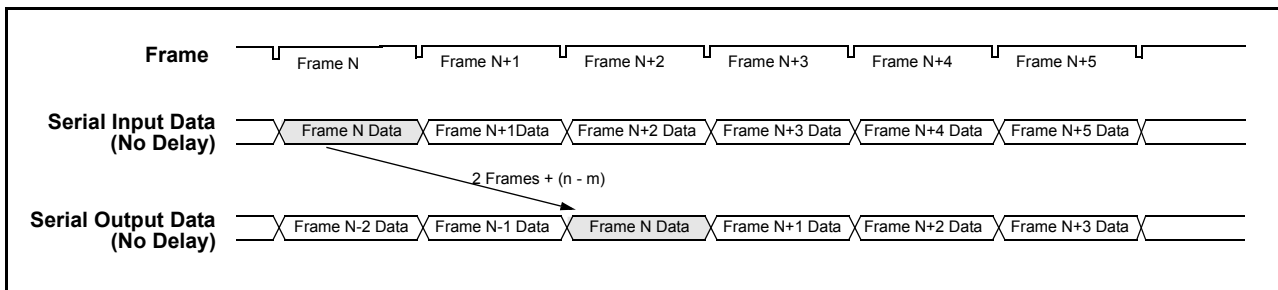 Frame
Frame N Frame N+1 Frame N+2 Frame N+3 Frame N+4 Frame N+5
Serial Input Data
(No Delay)
Frame N Data Frame N+1Data Frame N+2 Data Frame N+3 Data Frame N+4 Data Frame N+5 Data
2 Frames + (n - m)
Serial Output Data
(No Delay)
Frame N-2 Data Frame N-1 Data Frame N Data Frame N+1 Data Frame N+2 Data Frame N+3 Data